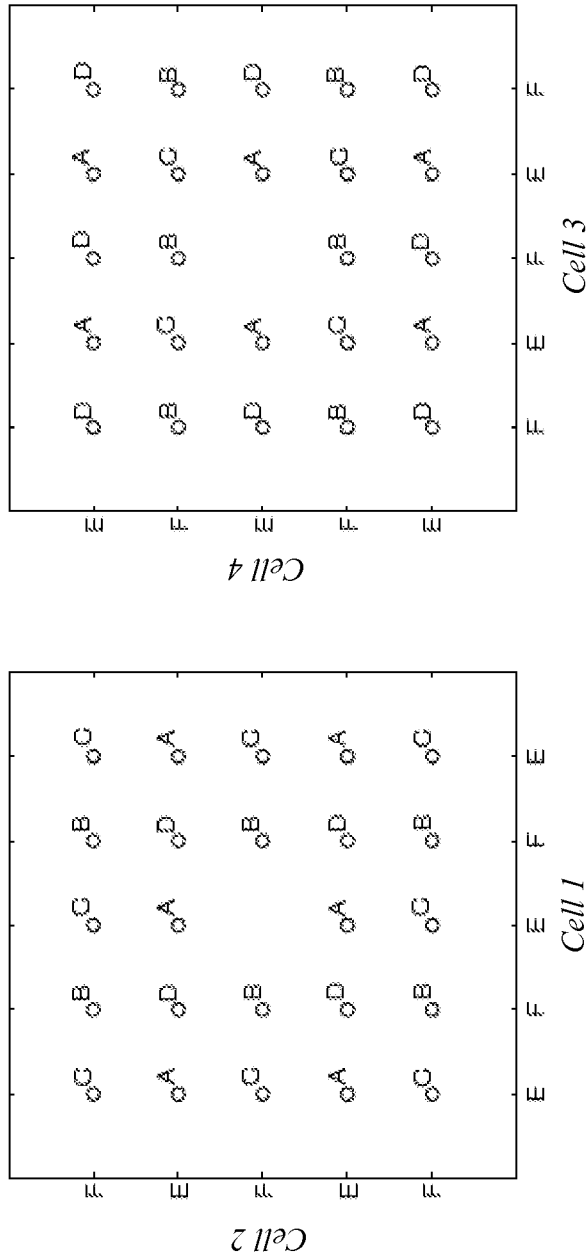 Cell 2
F C B C B C
E A D A D A
F C B B C
E A D A D A
F C B C B C
E F E F E
Cell 1
Cell 4
E D A D A D
F B C B C B
E D A A D
F B C B C B
E D A D A D
F E F E F
Cell 3